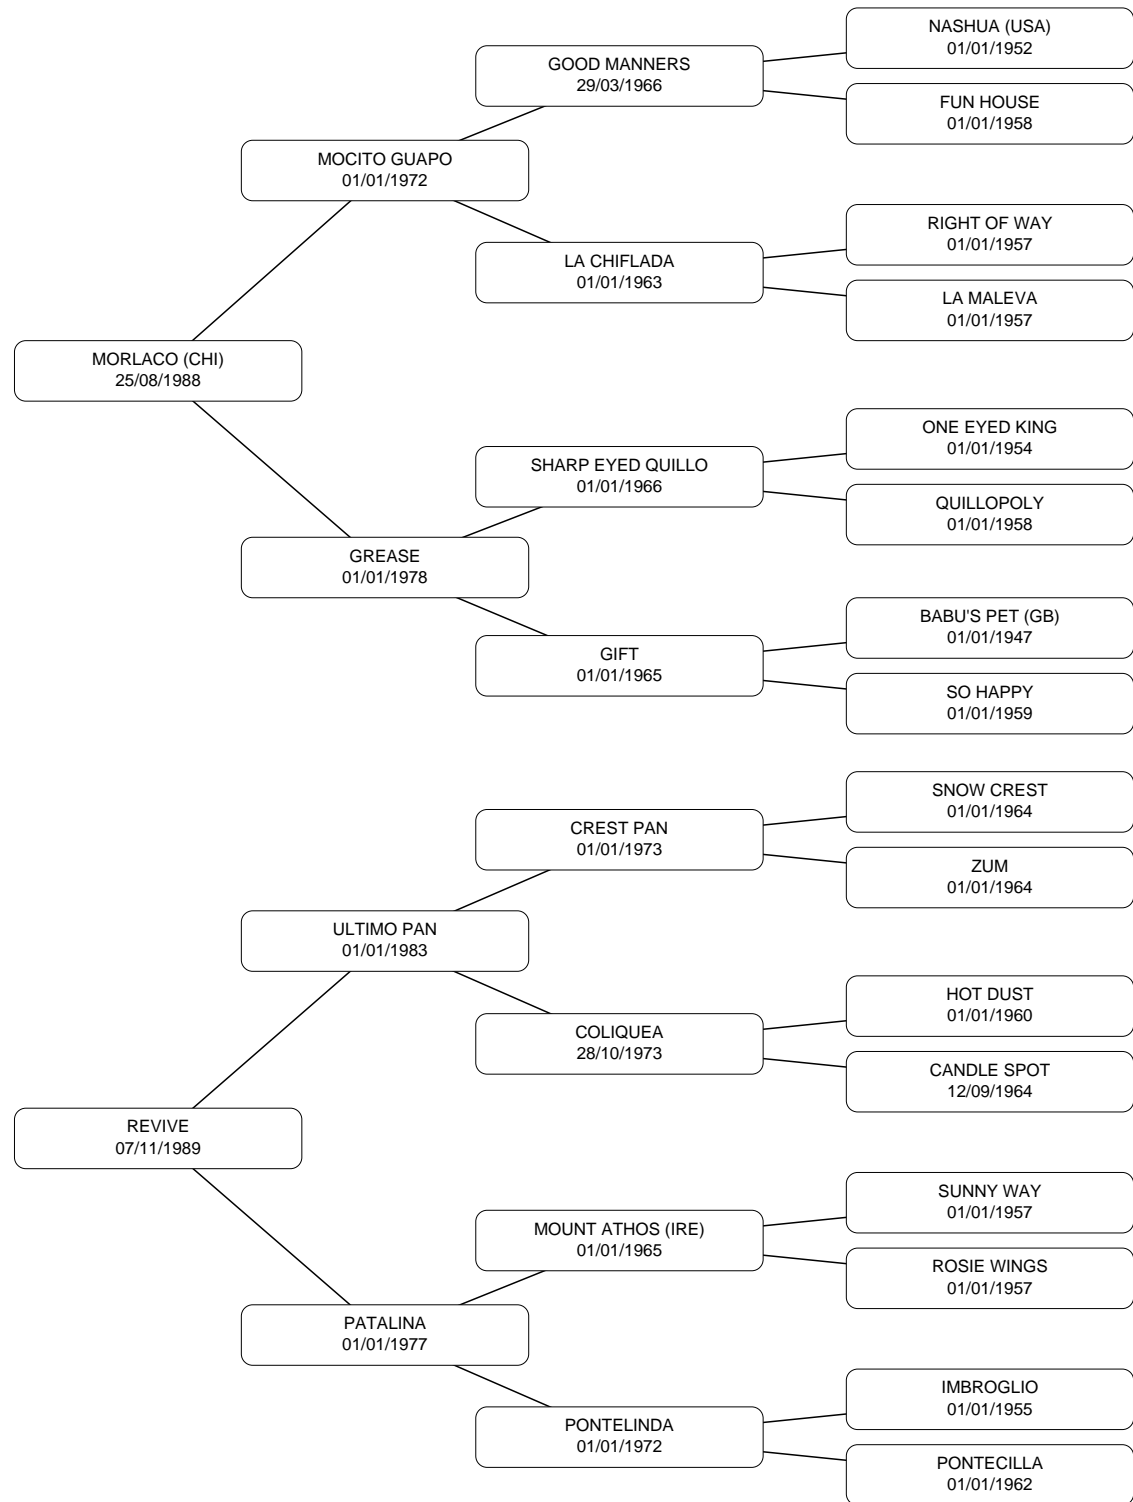 NASHUA (USA)
01/01/1952
GOOD MANNERS
29/03/1966
FUN HOUSE
01/01/1958
MOCITO GUAPO
01/01/1972
RIGHT OF WAY
01/01/1957
LA CHIFLADA
01/01/1963
LA MALEVA
01/01/1957
MORLACO (CHI)
25/08/1988
ONE EYED KING
01/01/1954
SHARP EYED QUILLO
01/01/1966
QUILLOPOLY
01/01/1958
GREASE
01/01/1978
BABU'S PET (GB)
01/01/1947
GIFT
01/01/1965
SO HAPPY
01/01/1959
SNOW CREST
01/01/1964
CREST PAN
01/01/1973
ZUM
01/01/1964
ULTIMO PAN
01/01/1983
HOT DUST
01/01/1960
COLIQUEA
28/10/1973
CANDLE SPOT
12/09/1964
REVIVE
07/11/1989
SUNNY WAY
01/01/1957
MOUNT ATHOS (IRE)
01/01/1965
ROSIE WINGS
01/01/1957
PATALINA
01/01/1977
IMBROGLIO
01/01/1955
PONTELINDA
01/01/1972
PONTECILLA
01/01/1962